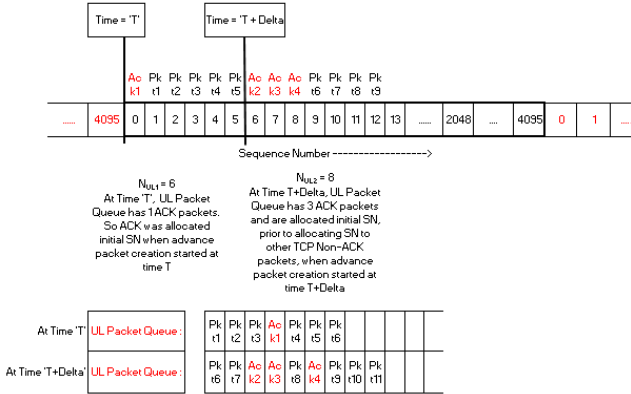 Time = 'T'
Time = 'T + Delta
Ac Pk Pk Pk Pk Pk Ac Ac Ac Pk Pk Pk Pk
k1 t1 t2 t3 t4 t5 k2 k3 k4 t6 t7 t8 t9
...... 4095 0 1 2 3 4 5 6 7 8 9 10 11 12 13 ...... 2048 .... 4095 0 1 ....
Sequence Number ------------------->
NUL1 = 6
At Time 'T', UL Packet
Queue has 1 ACK packets.
So ACK was allocated
initial SN when advance
packet creation started at
time T
NUL2 = 8
At Time T+Delta, UL Packet
Queue has 3 ACK packets
and are allocated initial SN,
prior to allocating SN to
other TCP Non-ACK
packets, when advance
packet creation started at
time T+Delta
At Time 'T' UL Packet Queue :
Pk Pk Pk Ac Pk Pk Pk
t1 t2 t3 k1 t4 t5 t6
At Time 'T+Delta' UL Packet Queue :
Pk Pk Ac Ac Pk Ac Pk Pk Pk
t6 t7 k2 k3 t8 k4 t9 t10 t11